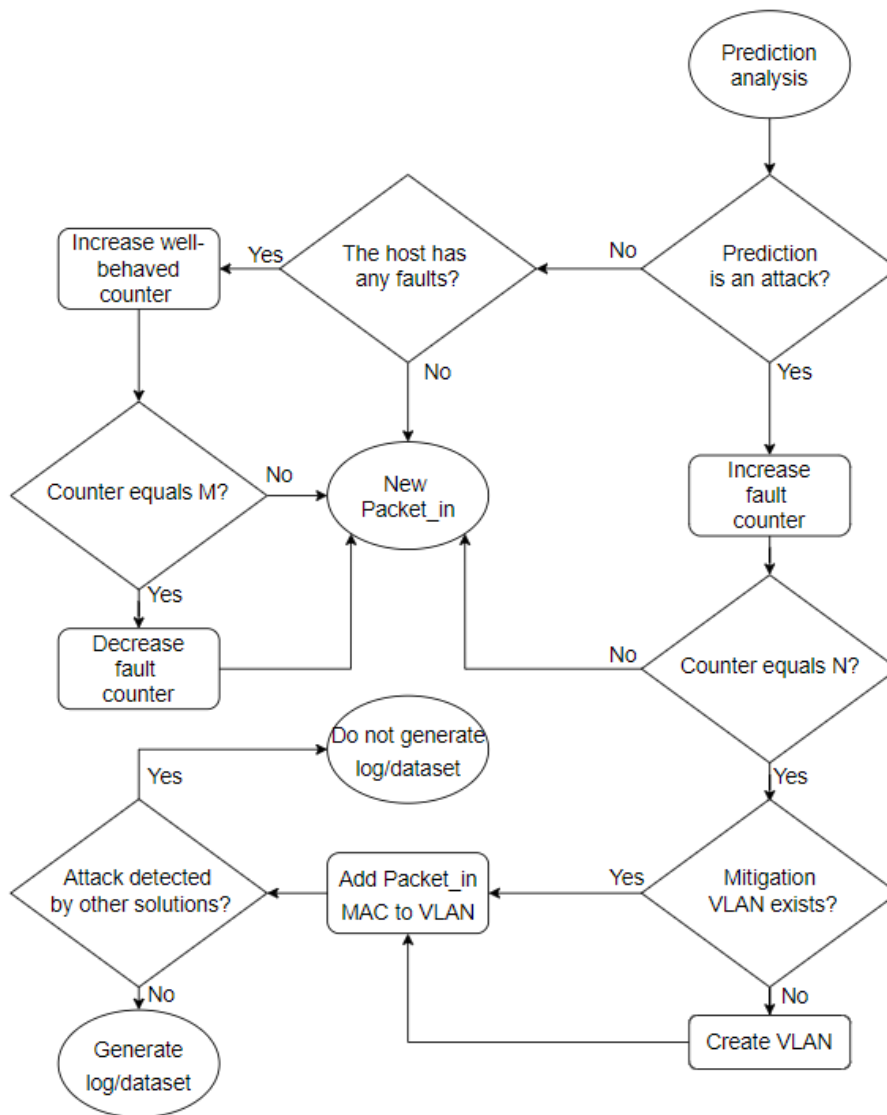 Prediction
analysis
Increase well-
behaved
counter
Yes
The host has
any faults?
No
Prediction
is an attack?
No
Yes
Counter equals M?
No
New
Packet_in
Increase
fault
counter
Yes
Decrease
fault
counter
No
Counter equals N?
Do not generate
log/dataset
Yes
Yes
Attack detected
by other solutions?
Add Packet_in
MAC to VLAN
Yes
Mitigation
VLAN exists?
No
No
Generate
log/dataset
Create VLAN